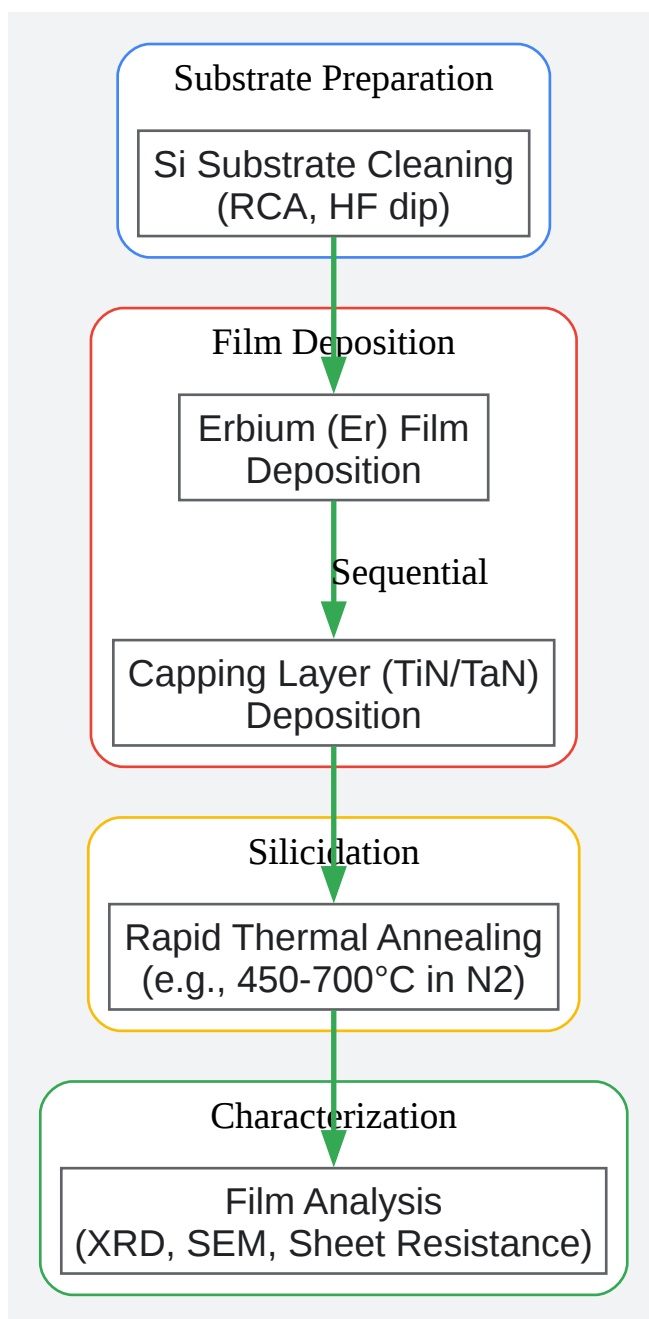 Substrate Preparation
Si Substrate Cleaning
(RCA, HF dip)
Film Deposition
Erbium (Er) Film
Deposition
Sequential
Capping Layer (TiN/TaN)
Deposition
Silicidation
Rapid Thermal Annealing
(e.g., 450-700°C in N2)
Characterization
Film Analysis
(XRD, SEM, Sheet Resistance)